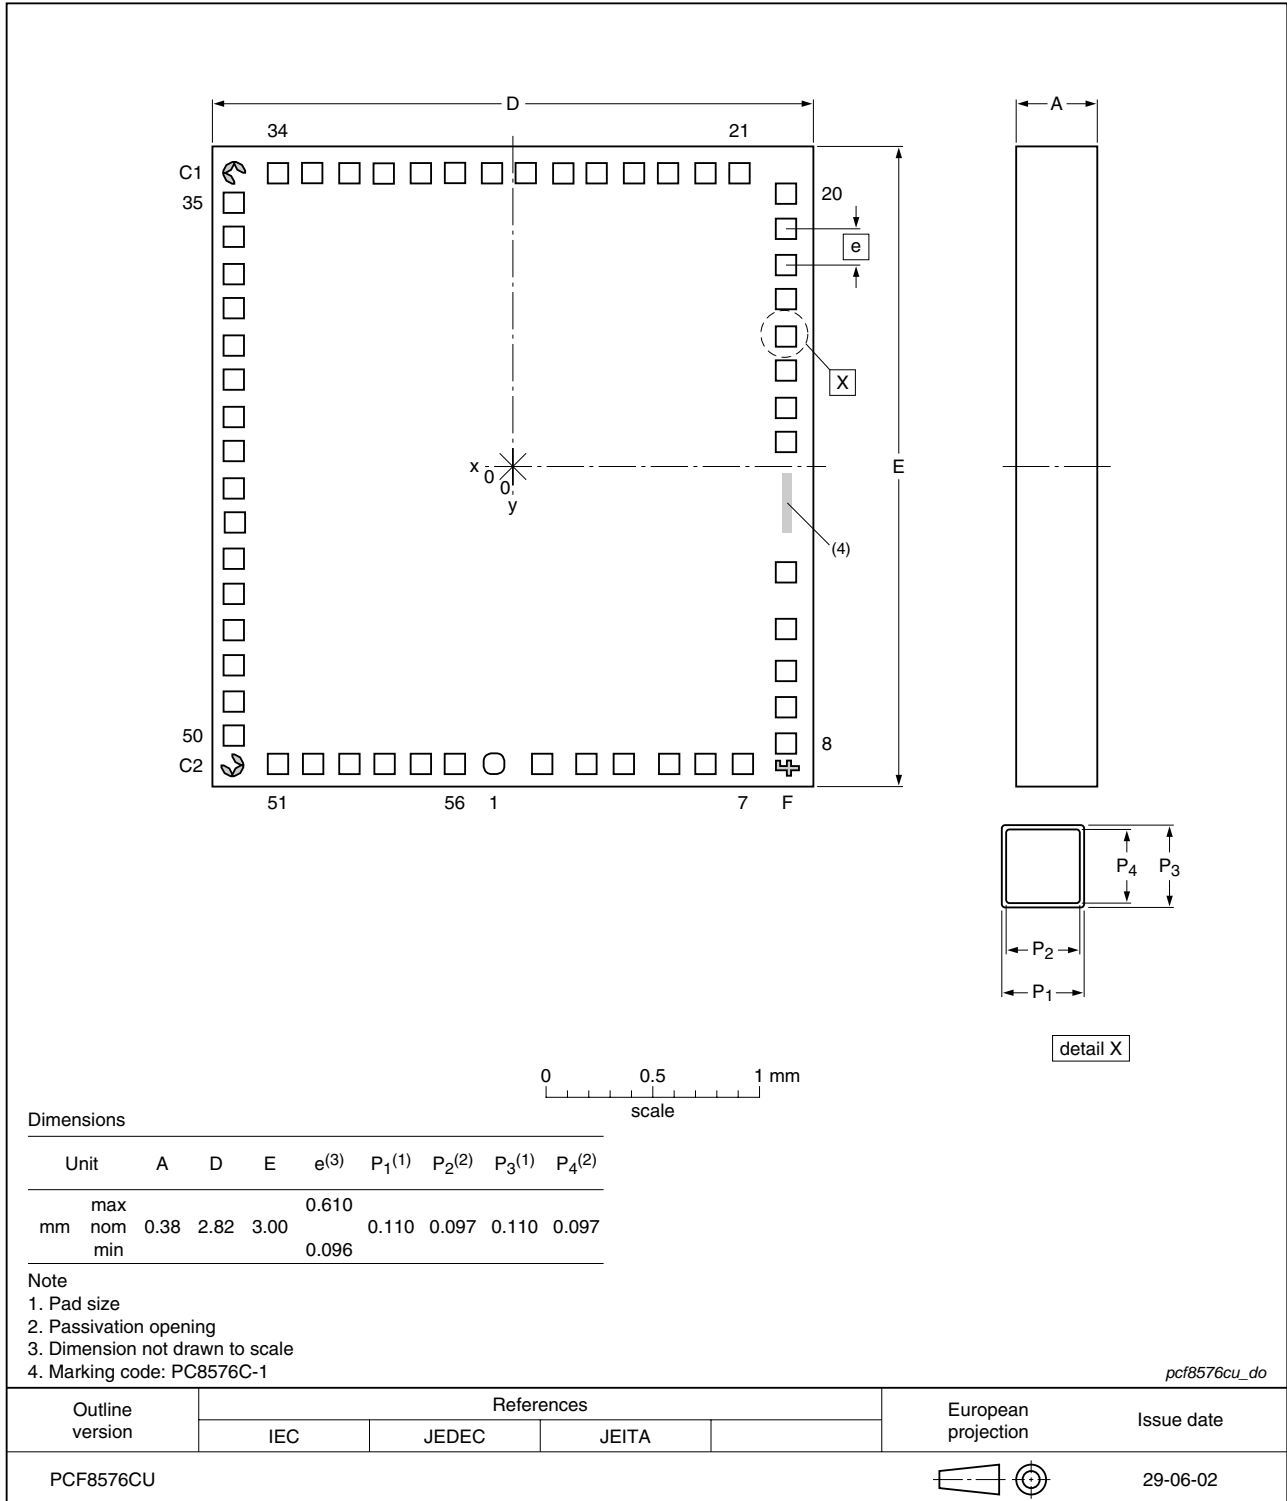 D
A
34
21
C1
35
20
e
X
x
0
0
y
E
(4)
50
8
C2
51
56
1
7
F
P4
P3
P2
P1
detail X
0
0.5
1 mm
scale
Dimensions
Unit A D E e(3) P1(1) P2(2) P3(1) P4(2)
max 0.610
mm nom 0.38 2.82 3.00 0.110 0.097 0.110 0.097
min 0.096
Note
1. Pad size
2. Passivation opening
3. Dimension not drawn to scale
4. Marking code: PC8576C-1
pcf8576cu_do
Outline version
References
European projection
Issue date
IEC
JEDEC
JEITA
PCF8576CU
29-06-02